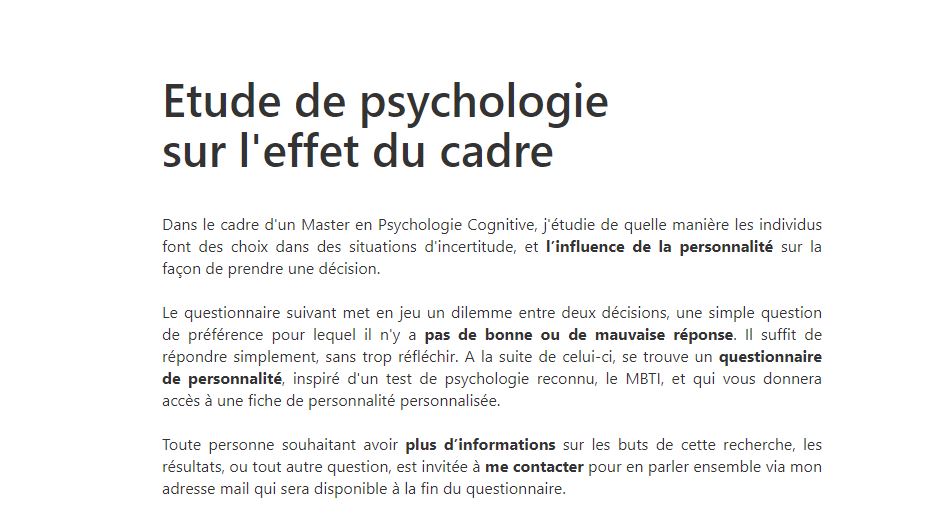 Etude de psychologie
sur l'effet du cadre
Dans le cadre d'un Master en Psychologie Cognitive, j'étudie de quelle manière les individus
font des choix dans des situations d'incertitude, et l’influence de la personnalité sur la
façon de prendre une décision.
Le questionnaire suivant met en jeu un dilemme entre deux décisions, une simple question
de préférence pour lequel il n'y a pas de bonne ou de mauvaise réponse. Il suffit de
répondre simplement, sans trop réfléchir. A la suite de celui-ci, se trouve un questionnaire
de personnalité, inspiré d'un test de psychologie reconnu, le MBTI, et qui vous donnera
accès à une fiche de personnalité personnalisée.
Toute personne souhaitant avoir plus d’informations sur les buts de cette recherche, les
résultats, ou tout autre question, est invitée à me contacter pour en parler ensemble via mon
adresse mail qui sera disponible à la fin du questionnaire.